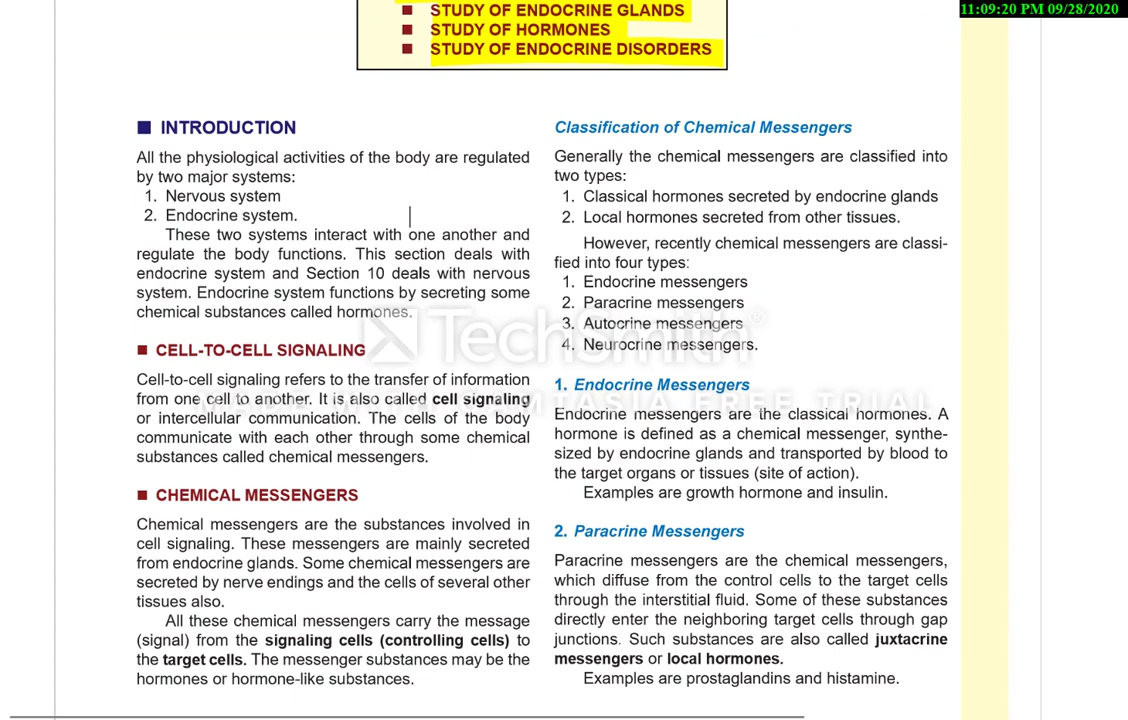 11:09:20 PM 09/28/2020
■ STUDY OF ENDOCRINE GLANDS
■ STUDY OF HORMONES
■ STUDY OF ENDOCRINE DISORDERS
■ INTRODUCTION
All the physiological activities of the body are regulated
by two major systems:
1. Nervous system
2. Endocrine system.
These two systems interact with one another and
regulate the body functions. This section deals with
endocrine system and Section 10 deals with nervous
system. Endocrine system functions by secreting some
chemical substances called hormones.
■ CELL-TO-CELL SIGNALING
Cell-to-cell signaling refers to the transfer of information
from one cell to another. It is also called cell signaling
or intercellular communication. The cells of the body
communicate with each other through some chemical
substances called chemical messengers.
■ CHEMICAL MESSENGERS
Chemical messengers are the substances involved in
cell signaling. These messengers are mainly secreted
from endocrine glands. Some chemical messengers are
secreted by nerve endings and the cells of several other
tissues also.
All these chemical messengers carry the message
(signal) from the signaling cells (controlling cells) to
the target cells. The messenger substances may be the
hormones or hormone-like substances.
Classification of Chemical Messengers
Generally the chemical messengers are classified into
two types:
1. Classical hormones secreted by endocrine glands
2. Local hormones secreted from other tissues.
However, recently chemical messengers are classi-
fied into four types:
1. Endocrine messengers
2. Paracrine messengers
3. Autocrine messengers
4. Neurocrine messengers.
1. Endocrine Messengers
Endocrine messengers are the classical hormones. A
hormone is defined as a chemical messenger, synthe-
sized by endocrine glands and transported by blood to
the target organs or tissues (site of action).
Examples are growth hormone and insulin.
2. Paracrine Messengers
Paracrine messengers are the chemical messengers,
which diffuse from the control cells to the target cells
through the interstitial fluid. Some of these substances
directly enter the neighboring target cells through gap
junctions. Such substances are also called juxtacrine
messengers or local hormones.
Examples are prostaglandins and histamine.
TechSmith
MADE WITH CAMTASIA FREE TRIAL